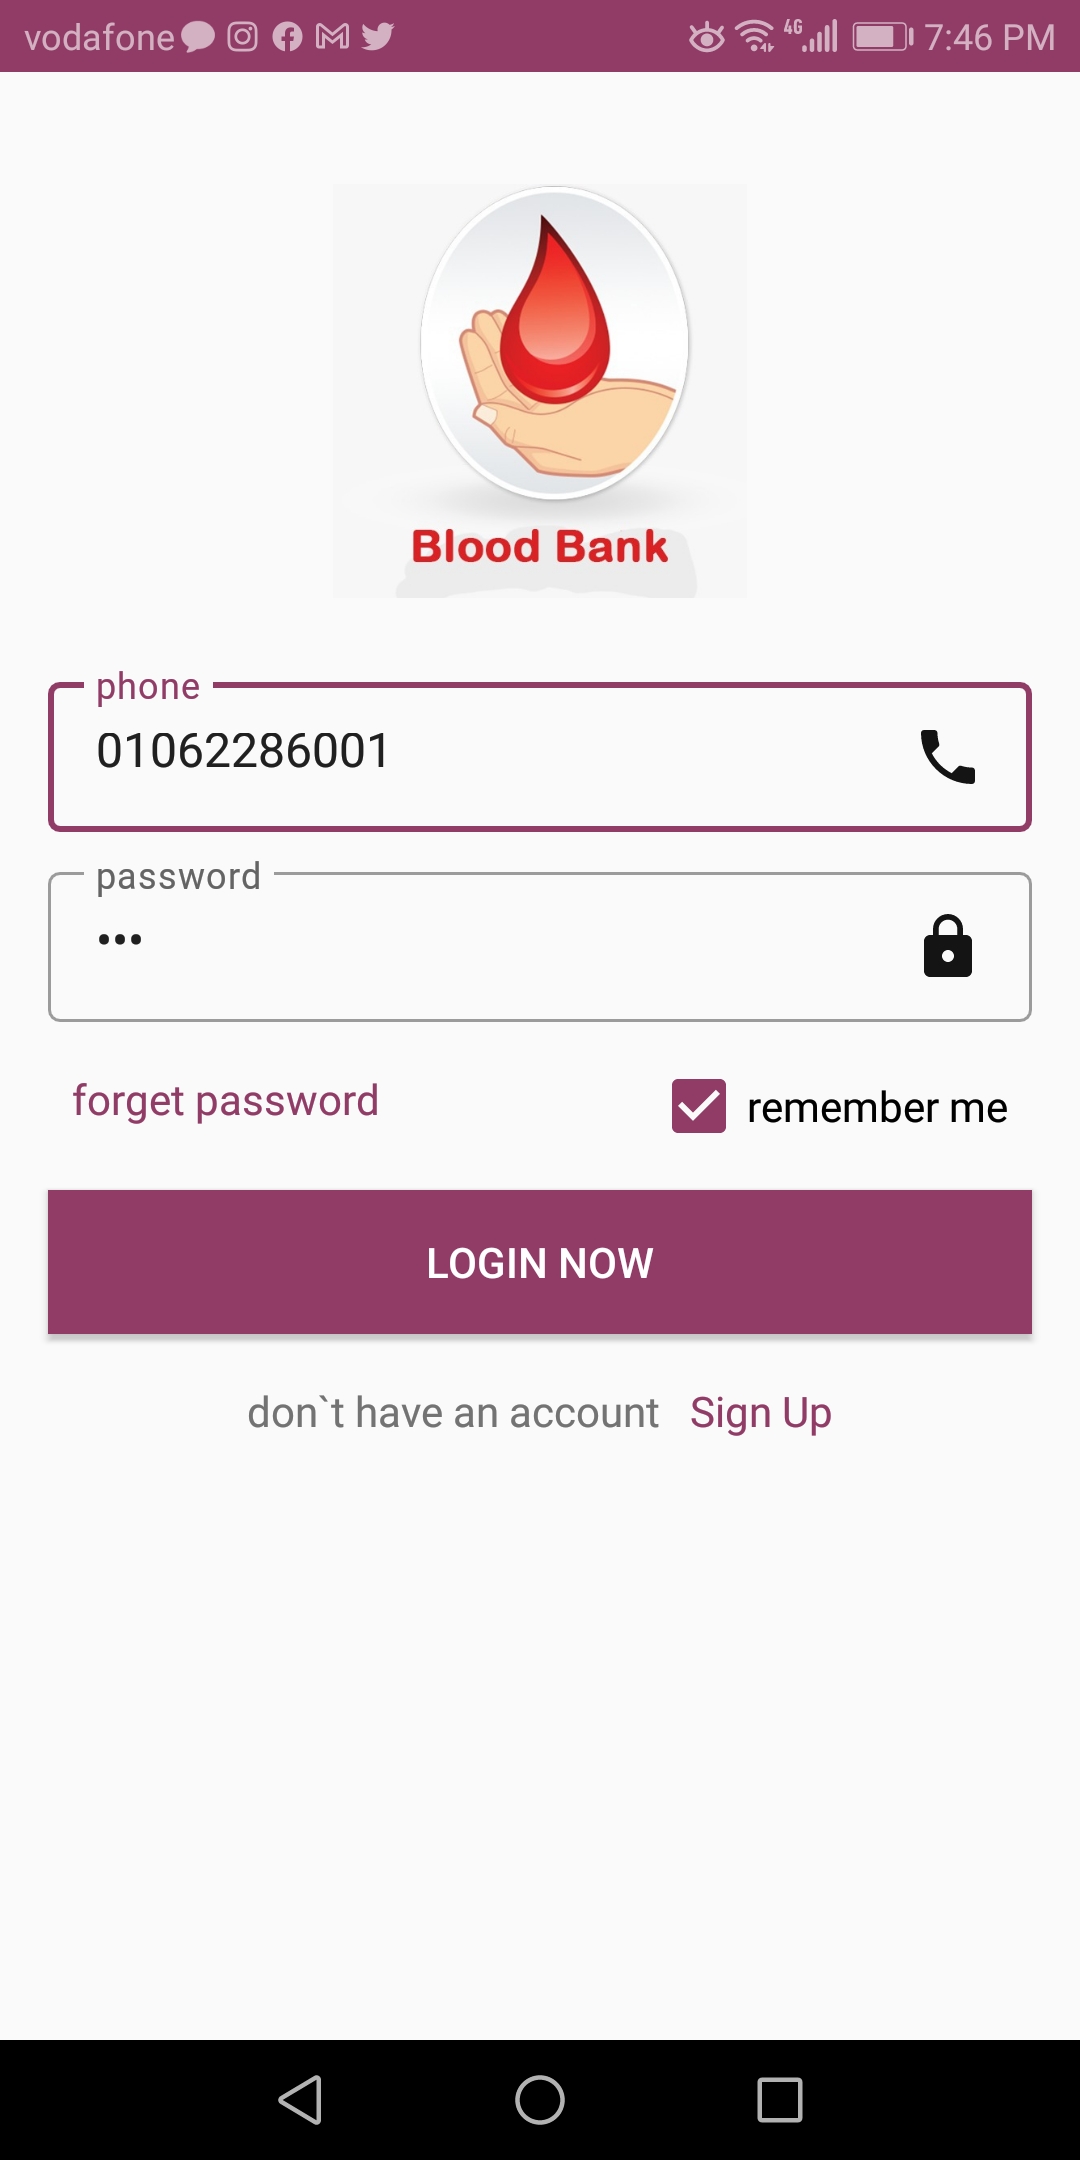 vodafone 4G 7:46 PM
Blood Bank
phone
01062286001
password
•••
forget password remember me
LOGIN NOW
don`t have an account Sign Up